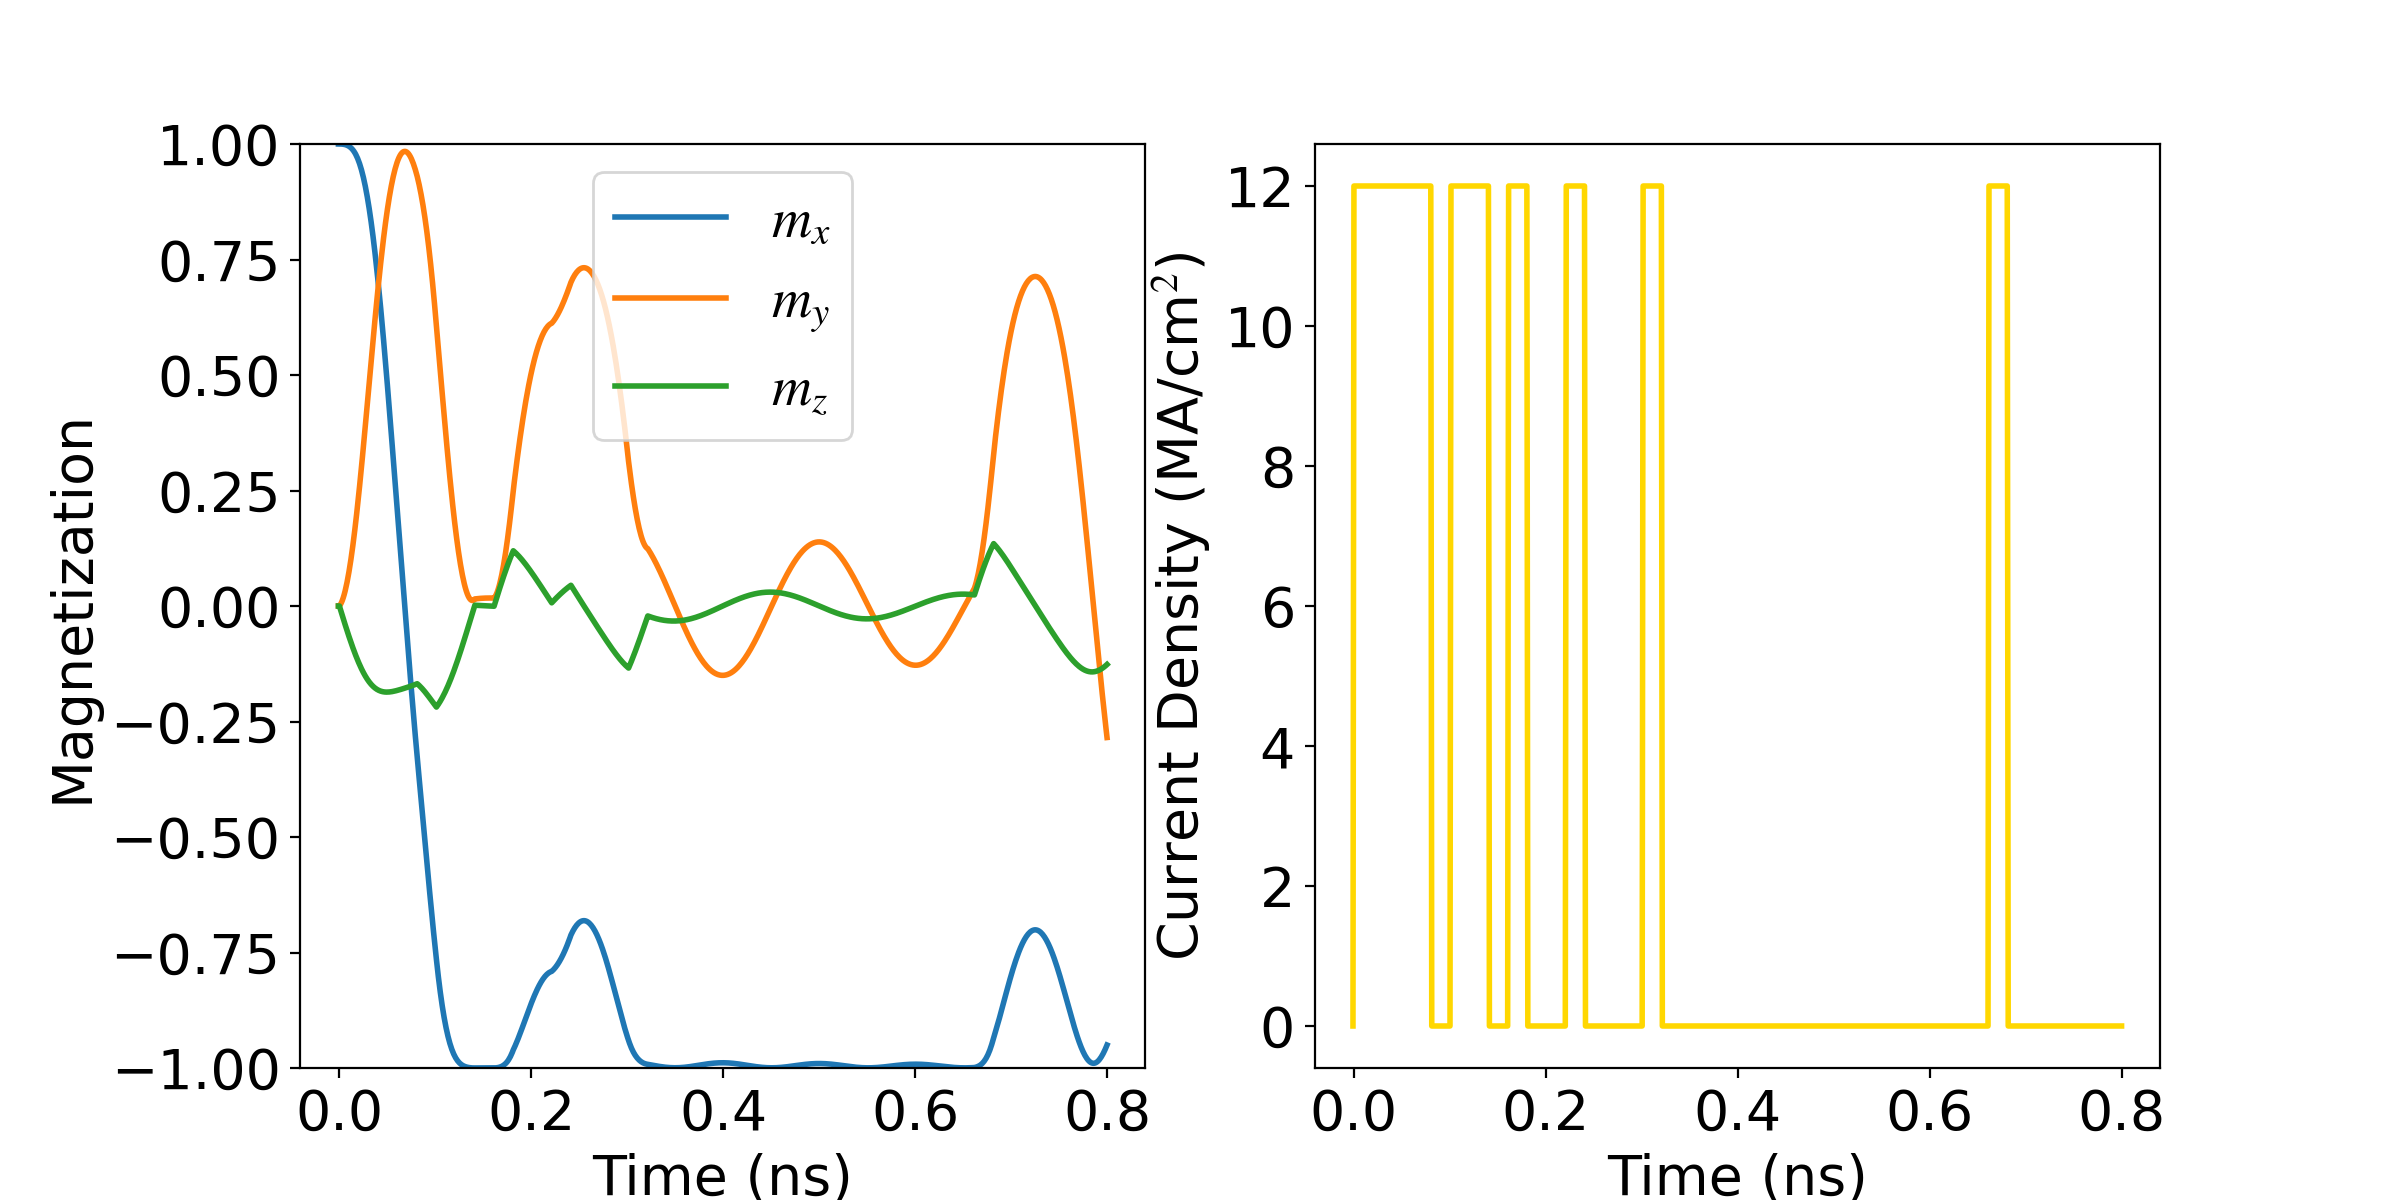 Magnetization
1.00
0.75
0.50
0.25
0.00
−0.25
−0.50
−0.75
−1.00
0.0 0.2 0.4 0.6 0.8
Time (ns)
m_x
m_y
m_z
Current Density (MA/cm²)
12
10
8
6
4
2
0
0.0 0.2 0.4 0.6 0.8
Time (ns)